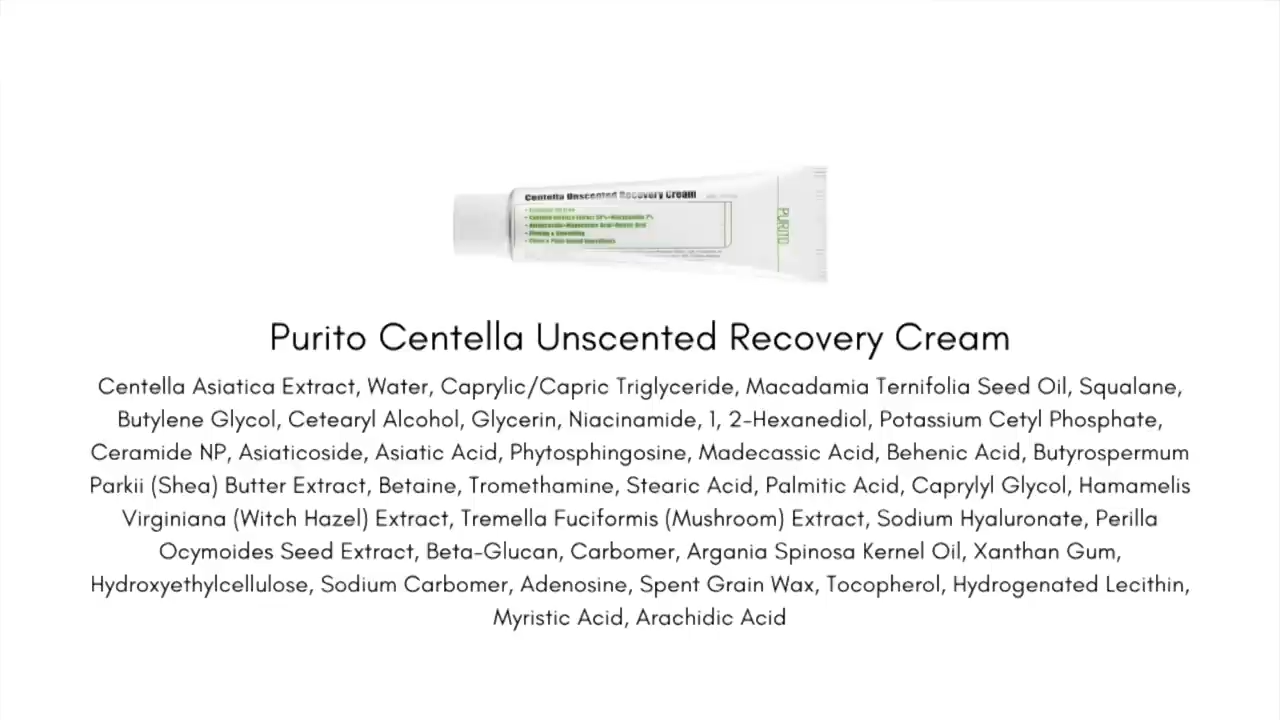 Centella Unscented Recovery Cream
PURITO
Purito Centella Unscented Recovery Cream
Centella Asiatica Extract, Water, Caprylic/Capric Triglyceride, Macadamia Ternifolia Seed Oil, Squalane,
Butylene Glycol, Cetearyl Alcohol, Glycerin, Niacinamide, 1, 2-Hexanediol, Potassium Cetyl Phosphate,
Ceramide NP, Asiaticoside, Asiatic Acid, Phytosphingosine, Madecassic Acid, Behenic Acid, Butyrospermum
Parkii (Shea) Butter Extract, Betaine, Tromethamine, Stearic Acid, Palmitic Acid, Caprylyl Glycol, Hamamelis
Virginiana (Witch Hazel) Extract, Tremella Fuciformis (Mushroom) Extract, Sodium Hyaluronate, Perilla
Ocymoides Seed Extract, Beta-Glucan, Carbomer, Argania Spinosa Kernel Oil, Xanthan Gum,
Hydroxyethylcellulose, Sodium Carbomer, Adenosine, Spent Grain Wax, Tocopherol, Hydrogenated Lecithin,
Myristic Acid, Arachidic Acid